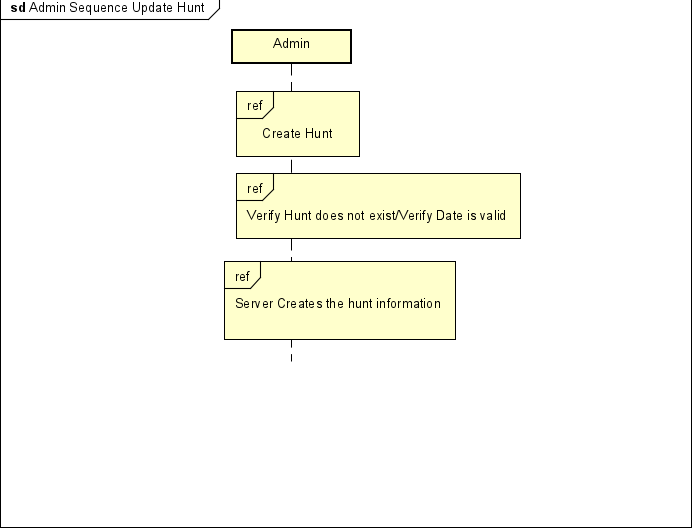 sd Admin Sequence Update Hunt
Admin
ref
Create Hunt
ref
Verify Hunt does not exist/Verify Date is valid
ref
Server Creates the hunt information